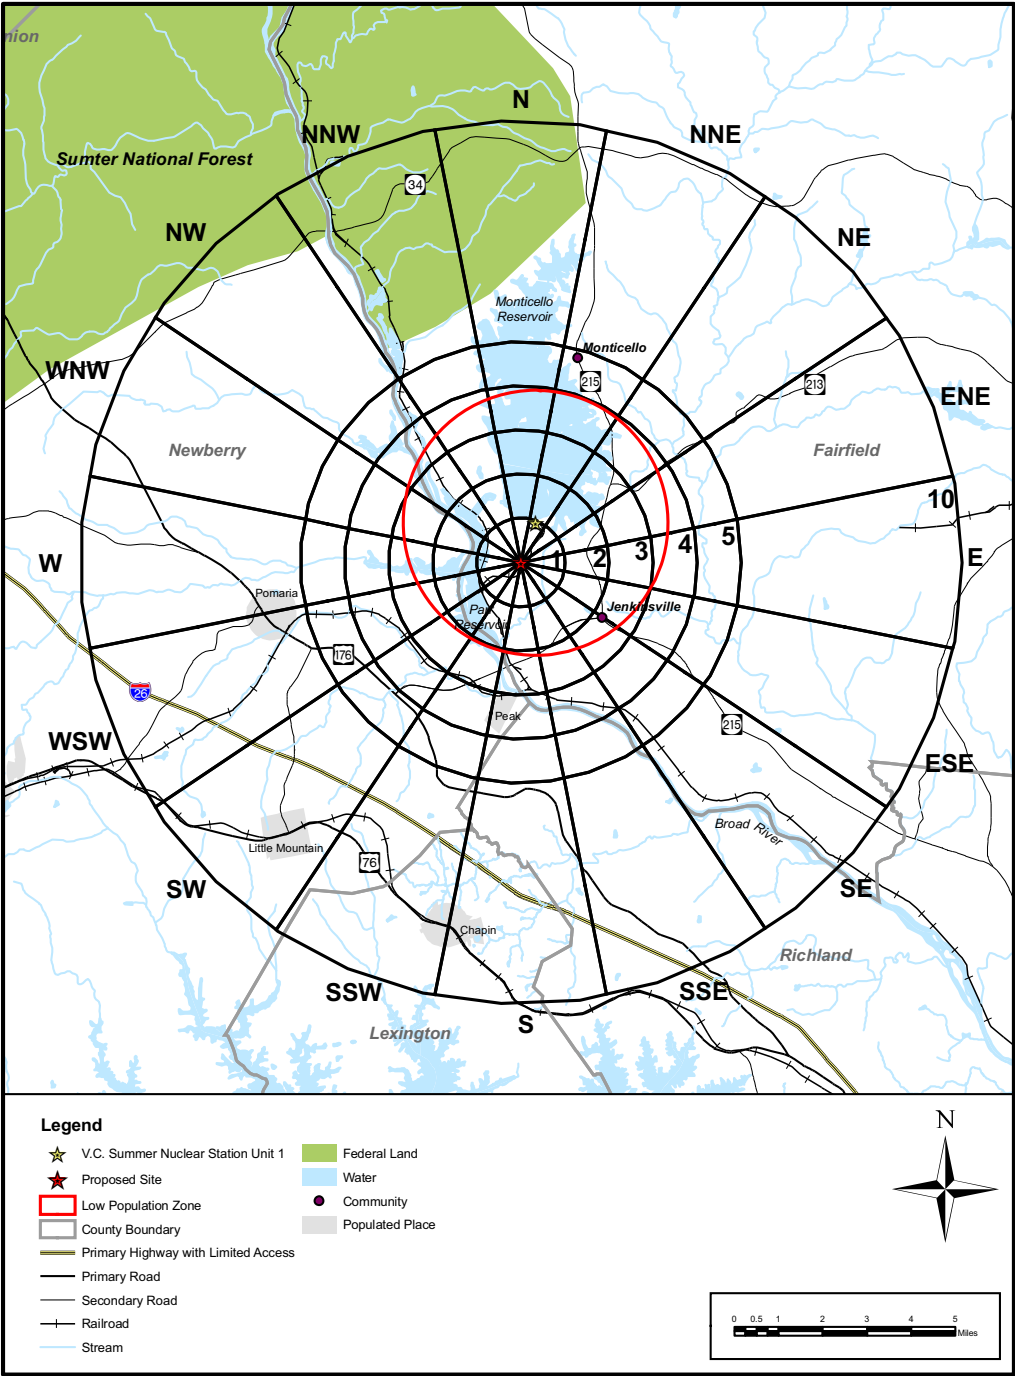 nion
N
NNW
NNE
Sumter National Forest
34
NW
NE
Monticello
Reservoir
Monticello
215
213
WNW
ENE
Newberry
Fairfield
10
5
4
3
2
1
W
E
Pomaria
Jenkinsville
Parr
Reservoir
176
26
Peak
215
WSW
ESE
Broad River
Little Mountain
76
SW
SE
Chapin
Richland
SSW
SSE
S
Lexington
Legend
V.C. Summer Nuclear Station Unit 1
Proposed Site
Low Population Zone
County Boundary
Primary Highway with Limited Access
Primary Road
Secondary Road
Railroad
Stream
Federal Land
Water
Community
Populated Place
N
0 0.5 1 2 3 4 5
Miles